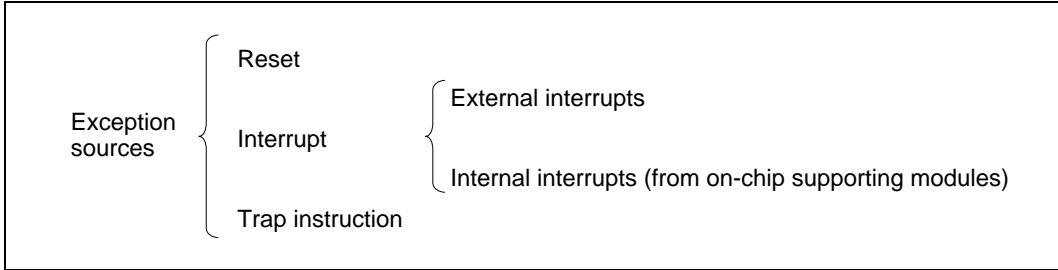 Reset
External interrupts
Exception
sources
Interrupt
Internal interrupts (from on-chip supporting modules)
Trap instruction